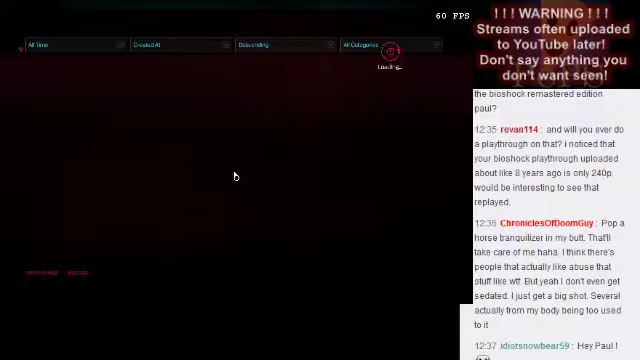 60 FPS
! ! ! WARNING ! ! !
Streams often uploaded
to YouTube later!
Don't say anything you
don't want seen!
All Time
Created At
Descending
All Categories
Loading...
the bioshock remastered edition
paul?
12:35 revan114 : and will you ever do
a playthrough on that? i noticed that
your bioshock playthrough uploaded
about like 8 years ago is only 240p.
would be interesting to see that
replayed.
12:36 ChroniclesOfDoomGuy : Pop a
horse tranquilizer in my butt. That'll
take care of me haha. I think there's
people that actually like abuse that
stuff like wtf. But yeah I don't even get
sedated. I just get a big shot. Several
actually from my body being too used
to it
12:37 idiotsnowbear59 : Hey Paul !